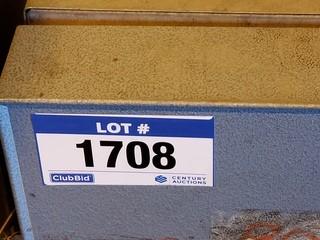 LOT #
1708
ClubBid
CENTURY
AUCTIONS